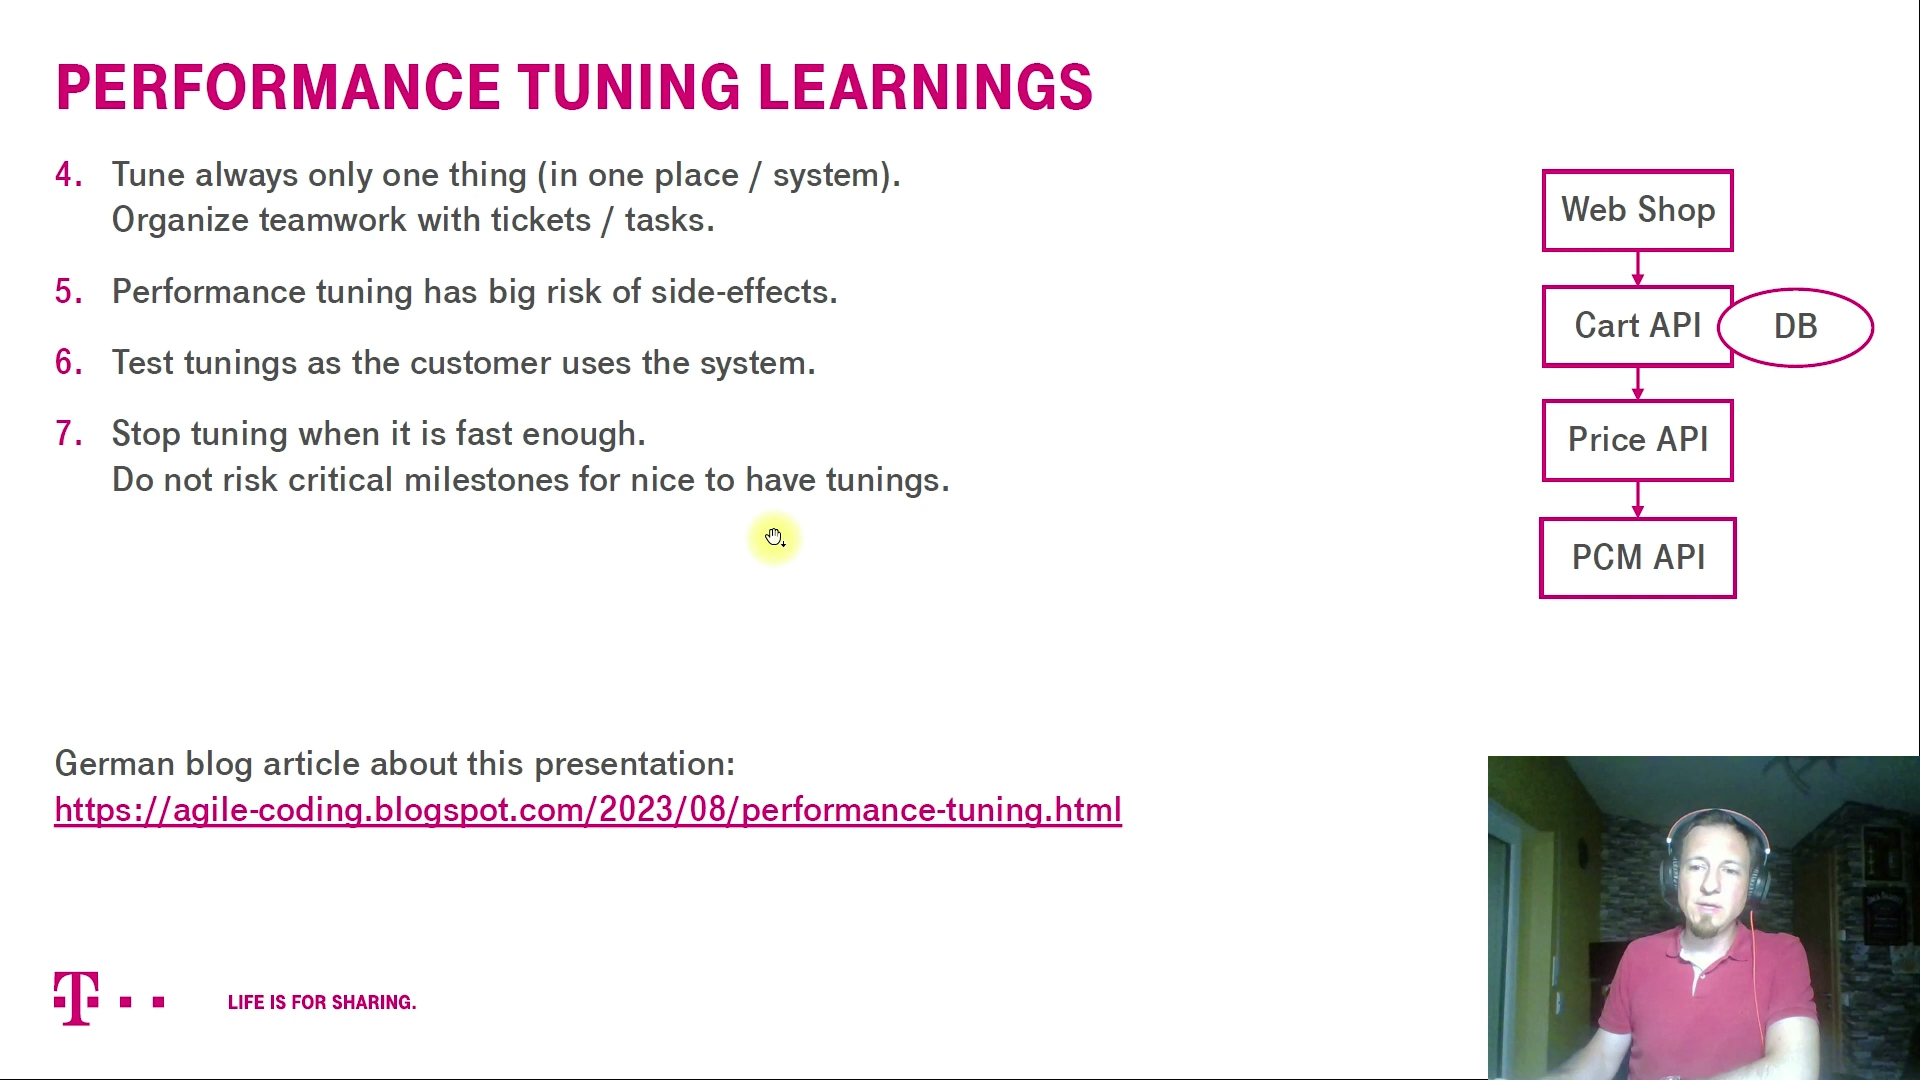 PERFORMANCE TUNING LEARNINGS
4. Tune always only one thing (in one place / system).
Organize teamwork with tickets / tasks.
5. Performance tuning has big risk of side-effects.
6. Test tunings as the customer uses the system.
7. Stop tuning when it is fast enough.
Do not risk critical milestones for nice to have tunings.
Web Shop
Cart API
DB
Price API
PCM API
German blog article about this presentation:
https://agile-coding.blogspot.com/2023/08/performance-tuning.html
T
LIFE IS FOR SHARING.